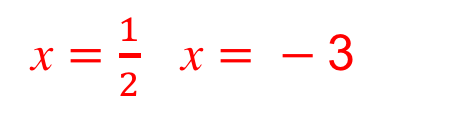 x = 1/2 x = - 3